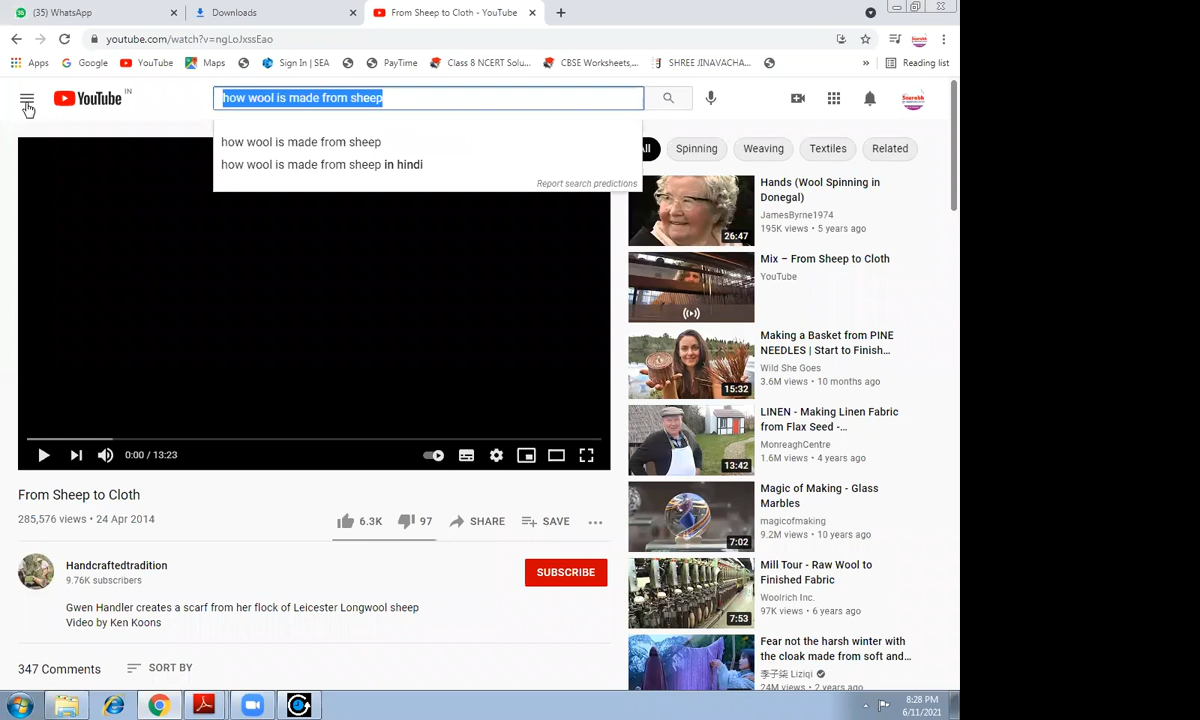 (35) WhatsApp
Downloads
From Sheep to Cloth - YouTube
youtube.com/watch?v=ngLoJxssEao
Apps
Google
YouTube
Maps
Sign In | SEA
PayTime
Class 8 NCERT Solu...
CBSE Worksheets,...
SHREE JINAVACHA...
»
Reading list
YouTube IN
how wool is made from sheep
how wool is made from sheep
how wool is made from sheep in hindi
Report search predictions
All
Spinning
Weaving
Textiles
Related
Hands (Wool Spinning in
Donegal)
JamesByrne1974
195K views • 5 years ago
26:47
Mix – From Sheep to Cloth
YouTube
Making a Basket from PINE
NEEDLES | Start to Finish...
Wild She Goes
3.6M views • 10 months ago
15:32
LINEN - Making Linen Fabric
from Flax Seed -...
MonreaghCentre
1.6M views • 4 years ago
13:42
Magic of Making - Glass
Marbles
magicofmaking
9.2M views • 10 years ago
7:02
Mill Tour - Raw Wool to
Finished Fabric
Woolrich Inc.
97K views • 6 years ago
7:53
Fear not the harsh winter with
the cloak made from soft and...
李子柒 Liziqi
24M views • 2 years ago
0:00 / 13:23
From Sheep to Cloth
285,576 views • 24 Apr 2014
6.3K
97
SHARE
SAVE
Handcraftedtradition
9.76K subscribers
SUBSCRIBE
Gwen Handler creates a scarf from her flock of Leicester Longwool sheep
Video by Ken Koons
347 Comments
SORT BY
8:28 PM
6/11/2021